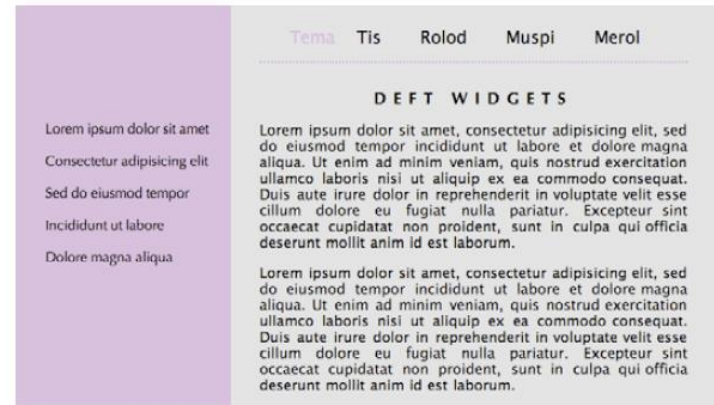 Tema Tis Rolod Muspi Merol
DEFT WIDGETS
Lorem ipsum dolor sit amet
Consectetur adipisicing elit
Sed do eiusmod tempor
Incididunt ut labore
Dolore magna aliqua
Lorem ipsum dolor sit amet, consectetur adipisicing elit, sed
do eiusmod tempor incididunt ut labore et dolore magna
aliqua. Ut enim ad minim veniam, quis nostrud exercitation
ullamco laboris nisi ut aliquip ex ea commodo consequat.
Duis aute irure dolor in reprehenderit in voluptate velit esse
cillum dolore eu fugiat nulla pariatur. Excepteur sint
occaecat cupidatat non proident, sunt in culpa qui officia
deserunt mollit anim id est laborum.
Lorem ipsum dolor sit amet, consectetur adipisicing elit, sed
do eiusmod tempor incididunt ut labore et dolore magna
aliqua. Ut enim ad minim veniam, quis nostrud exercitation
ullamco laboris nisi ut aliquip ex ea commodo consequat.
Duis aute irure dolor in reprehenderit in voluptate velit esse
cillum dolore eu fugiat nulla pariatur. Excepteur sint
occaecat cupidatat non proident, sunt in culpa qui officia
deserunt mollit anim id est laborum.